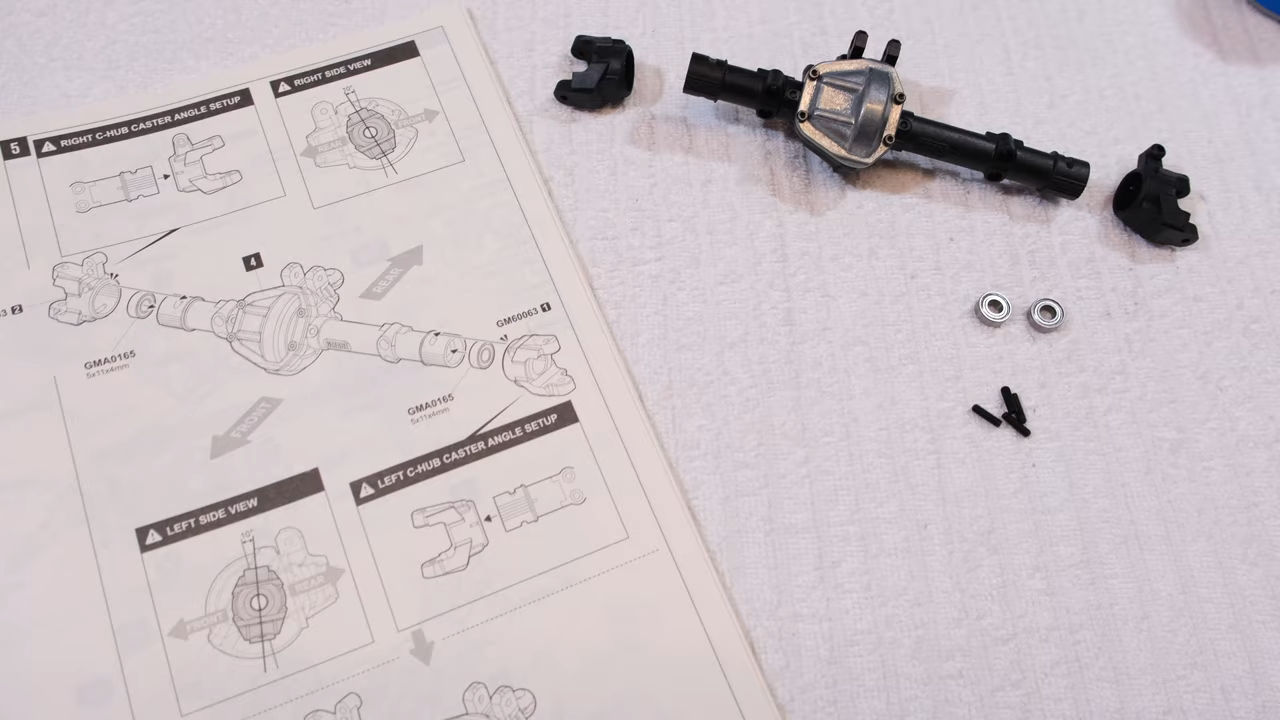 5
RIGHT C-HUB CASTER ANGLE SETUP
RIGHT SIDE VIEW
10°
REAR
FRONT
4
REAR
2
GMA0165
5x11x4mm
GM60063 1
GMA0165
5x11x4mm
FRONT
LEFT SIDE VIEW
10°
REAR
FRONT
LEFT C-HUB CASTER ANGLE SETUP